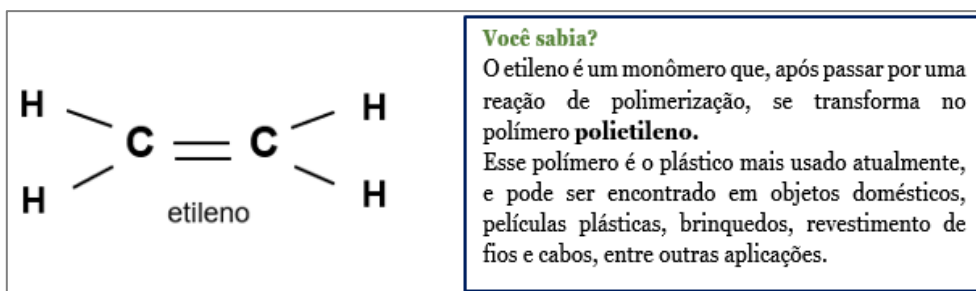 H H
C C
H H
etileno
Você sabia?
O etileno é um monômero que, após passar por uma
reação de polimerização, se transforma no
polímero polietileno.
Esse polímero é o plástico mais usado atualmente,
e pode ser encontrado em objetos domésticos,
películas plásticas, brinquedos, revestimento de
fios e cabos, entre outras aplicações.